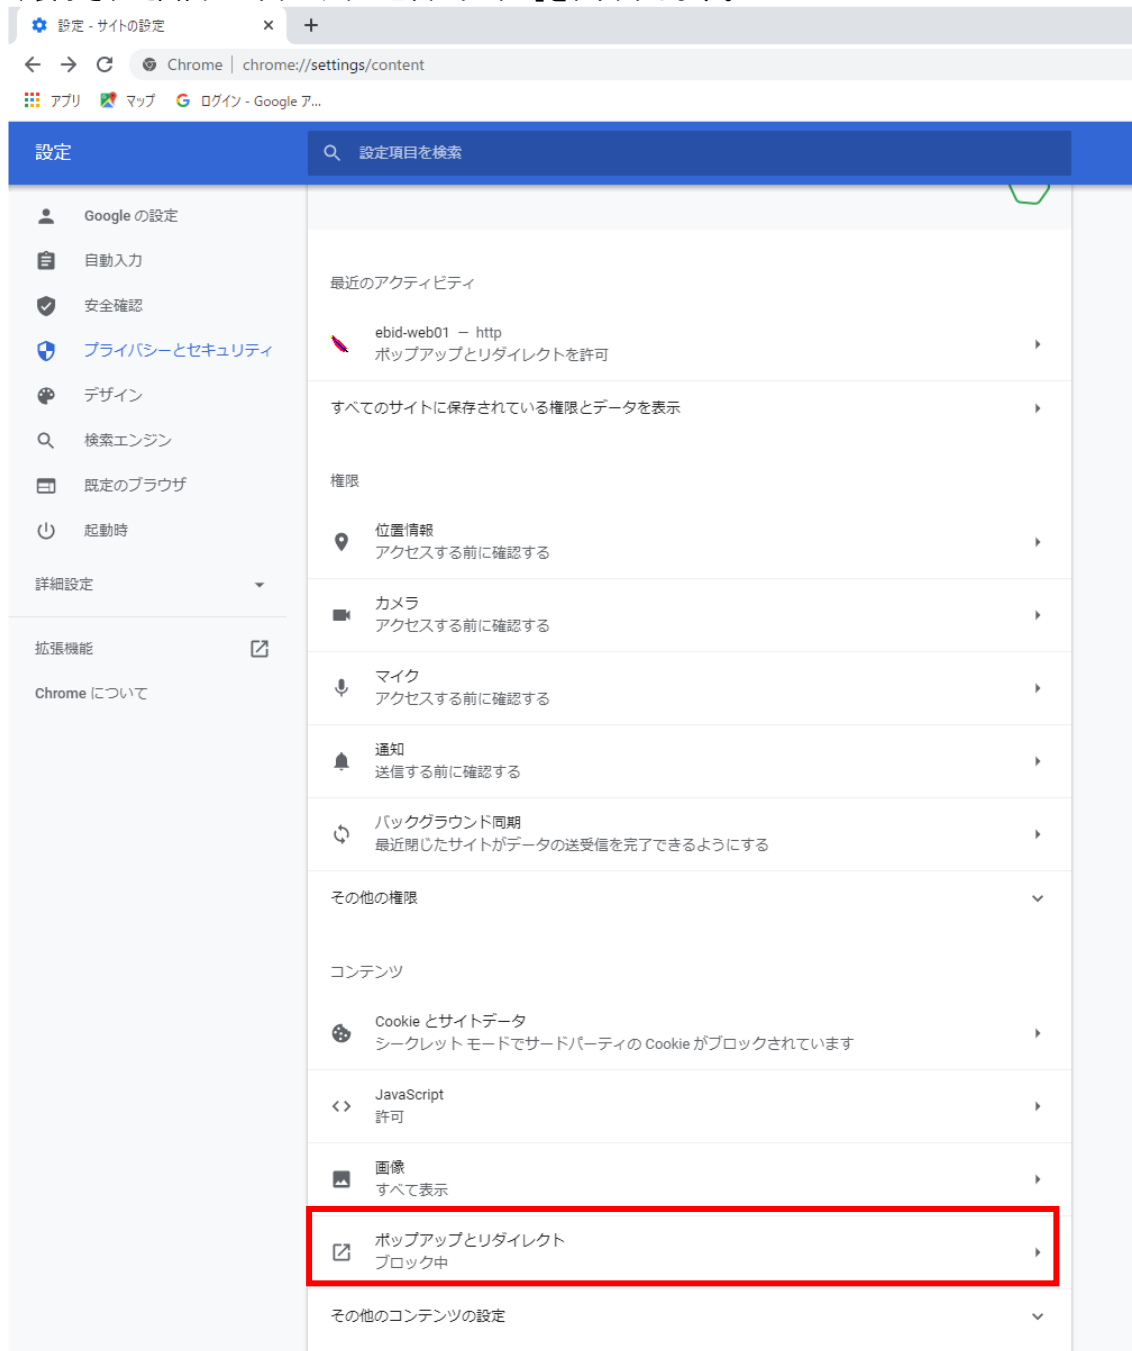 設定 - サイトの設定
Chrome | chrome://settings/content
アプリ マップ ログイン - Google ア...
設定
設定項目を検索
Google の設定
自動入力
安全確認
プライバシーとセキュリティ
デザイン
検索エンジン
既定のブラウザ
起動時
詳細設定
拡張機能
Chrome について
最近のアクティビティ
ebid-web01 – http
ポップアップとリダイレクトを許可
すべてのサイトに保存されている権限とデータを表示
権限
位置情報
アクセスする前に確認する
カメラ
アクセスする前に確認する
マイク
アクセスする前に確認する
通知
送信する前に確認する
バックグラウンド同期
最近閉じたサイトがデータの送受信を完了できるようにする
その他の権限
コンテンツ
Cookie とサイトデータ
シークレット モードでサードパーティの Cookie がブロックされています
JavaScript
許可
画像
すべて表示
ポップアップとリダイレクト
ブロック中
その他のコンテンツの設定